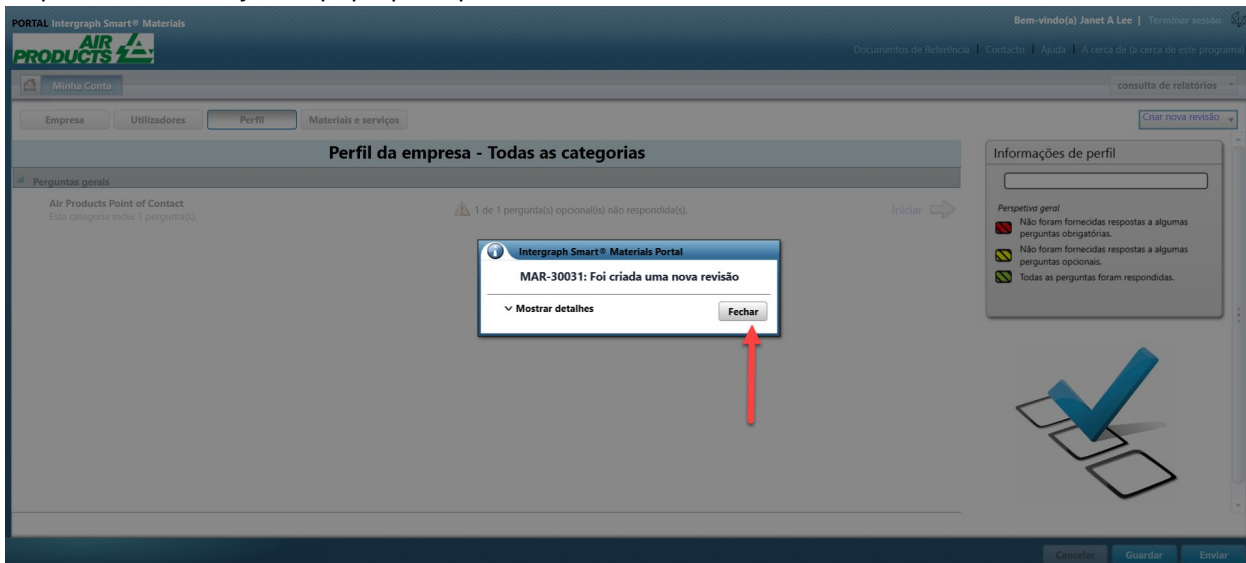 PORTAL Intergraph Smart® Materials
Bem-vindo(a) Janet A Lee | Terminar sessão
AIR
PRODUCTS
Documentos de Referência | Contacto | Ajuda | A cerca de (a cerca de este programa)
Minha Conta
consulta de relatórios
Empresa Utilizadores Perfil Materiais e serviços
Criar nova revisão
Perfil da empresa - Todas as categorias
Perguntas gerais
Air Products Point of Contact
Esta categoria inclui 1 pergunta(s).
1 de 1 pergunta(s) opcional(is) não respondida(s).
Iniciar
Intergraph Smart® Materials Portal
MAR-30031: Foi criada uma nova revisão
Mostrar detalhes
Fechar
Informações de perfil
Perspetiva geral
Não foram fornecidas respostas a algumas
perguntas obrigatórias.
Não foram fornecidas respostas a algumas
perguntas opcionais.
Todas as perguntas foram respondidas.
Cancelar Guardar Enviar